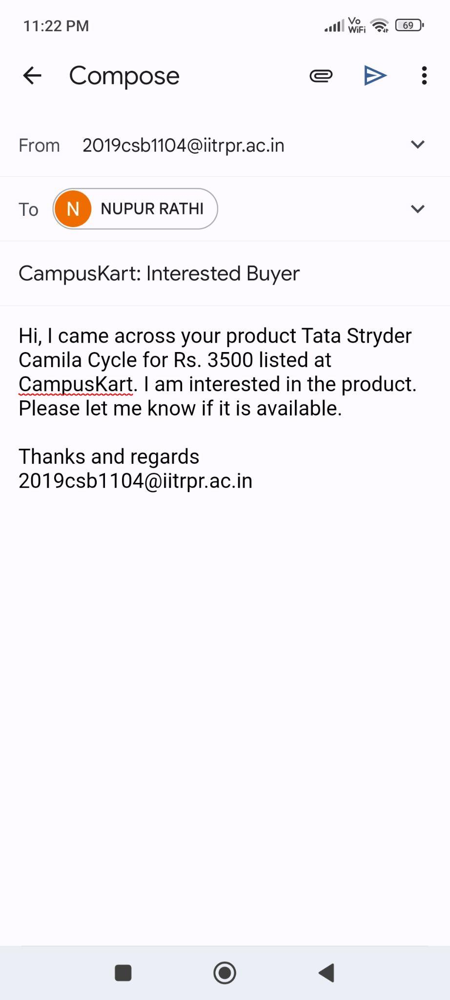 11:22 PM
Vo
WiFi
69
Compose
From 2019csb1104@iitrpr.ac.in
To N NUPUR RATHI
CampusKart: Interested Buyer
Hi, I came across your product Tata Stryder
Camila Cycle for Rs. 3500 listed at
CampusKart. I am interested in the product.
Please let me know if it is available.
Thanks and regards
2019csb1104@iitrpr.ac.in